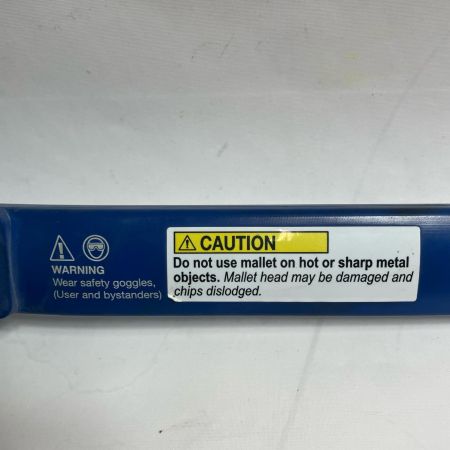 WARNING
Wear safety goggles,
(User and bystanders)
CAUTION
Do not use mallet on hot or sharp metal
objects. Mallet head may be damaged and
chips dislodged.